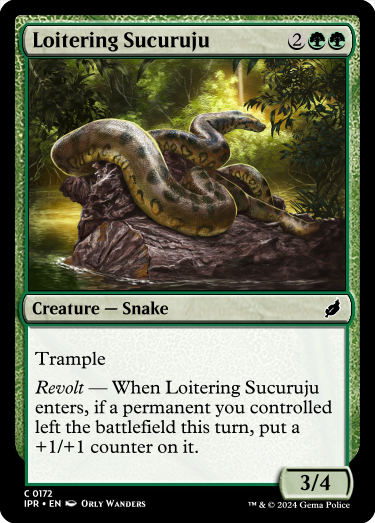 Loitering Sucuruju 2
Creature — Snake
Trample
Revolt — When Loitering Sucuruju
enters, if a permanent you controlled
left the battlefield this turn, put a
+1/+1 counter on it.
3/4
C 0172
IPR • EN Orly Wanders
™ & © 2024 Gema Police